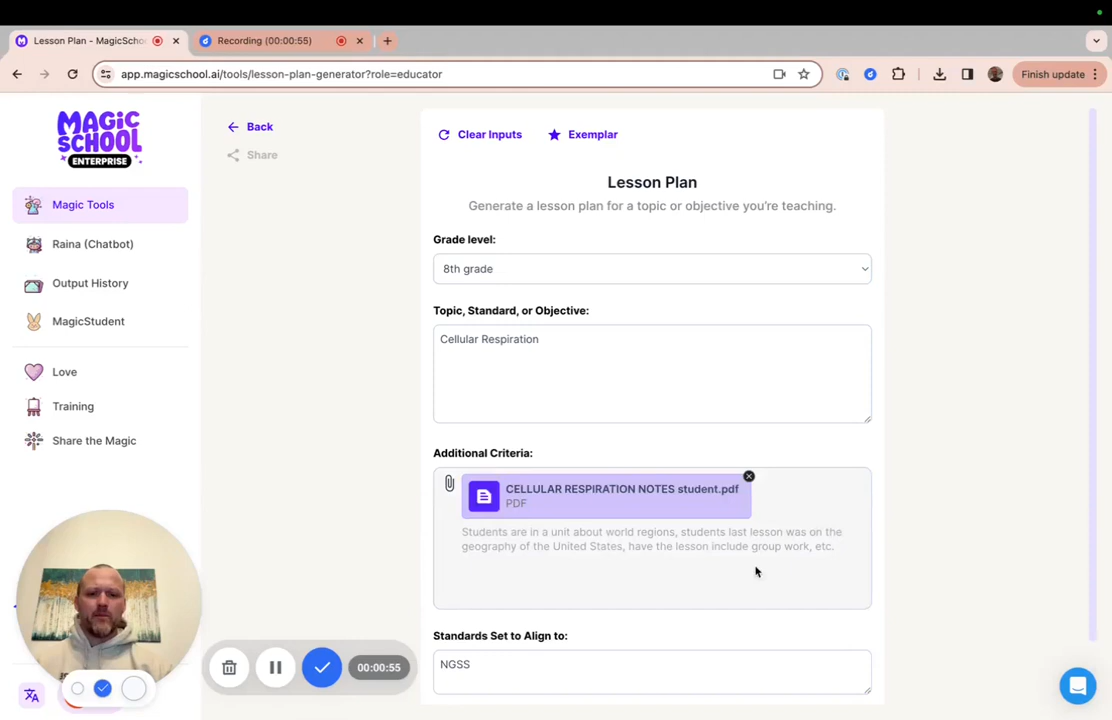 Lesson Plan - MagicSchoo
Recording (00:00:55)
app.magicschool.ai/tools/lesson-plan-generator?role=educator
Finish update
MAGIC
SCHOOL
ENTERPRISE
Back
Share
Magic Tools
Raina (Chatbot)
Output History
MagicStudent
Love
Training
Share the Magic
Clear Inputs
Exemplar
Lesson Plan
Generate a lesson plan for a topic or objective you're teaching.
Grade level:
8th grade
Topic, Standard, or Objective:
Cellular Respiration
Additional Criteria:
CELLULAR RESPIRATION NOTES student.pdf
PDF
Students are in a unit about world regions, students last lesson was on the
geography of the United States, have the lesson include group work, etc.
Standards Set to Align to:
NGSS
00:00:55